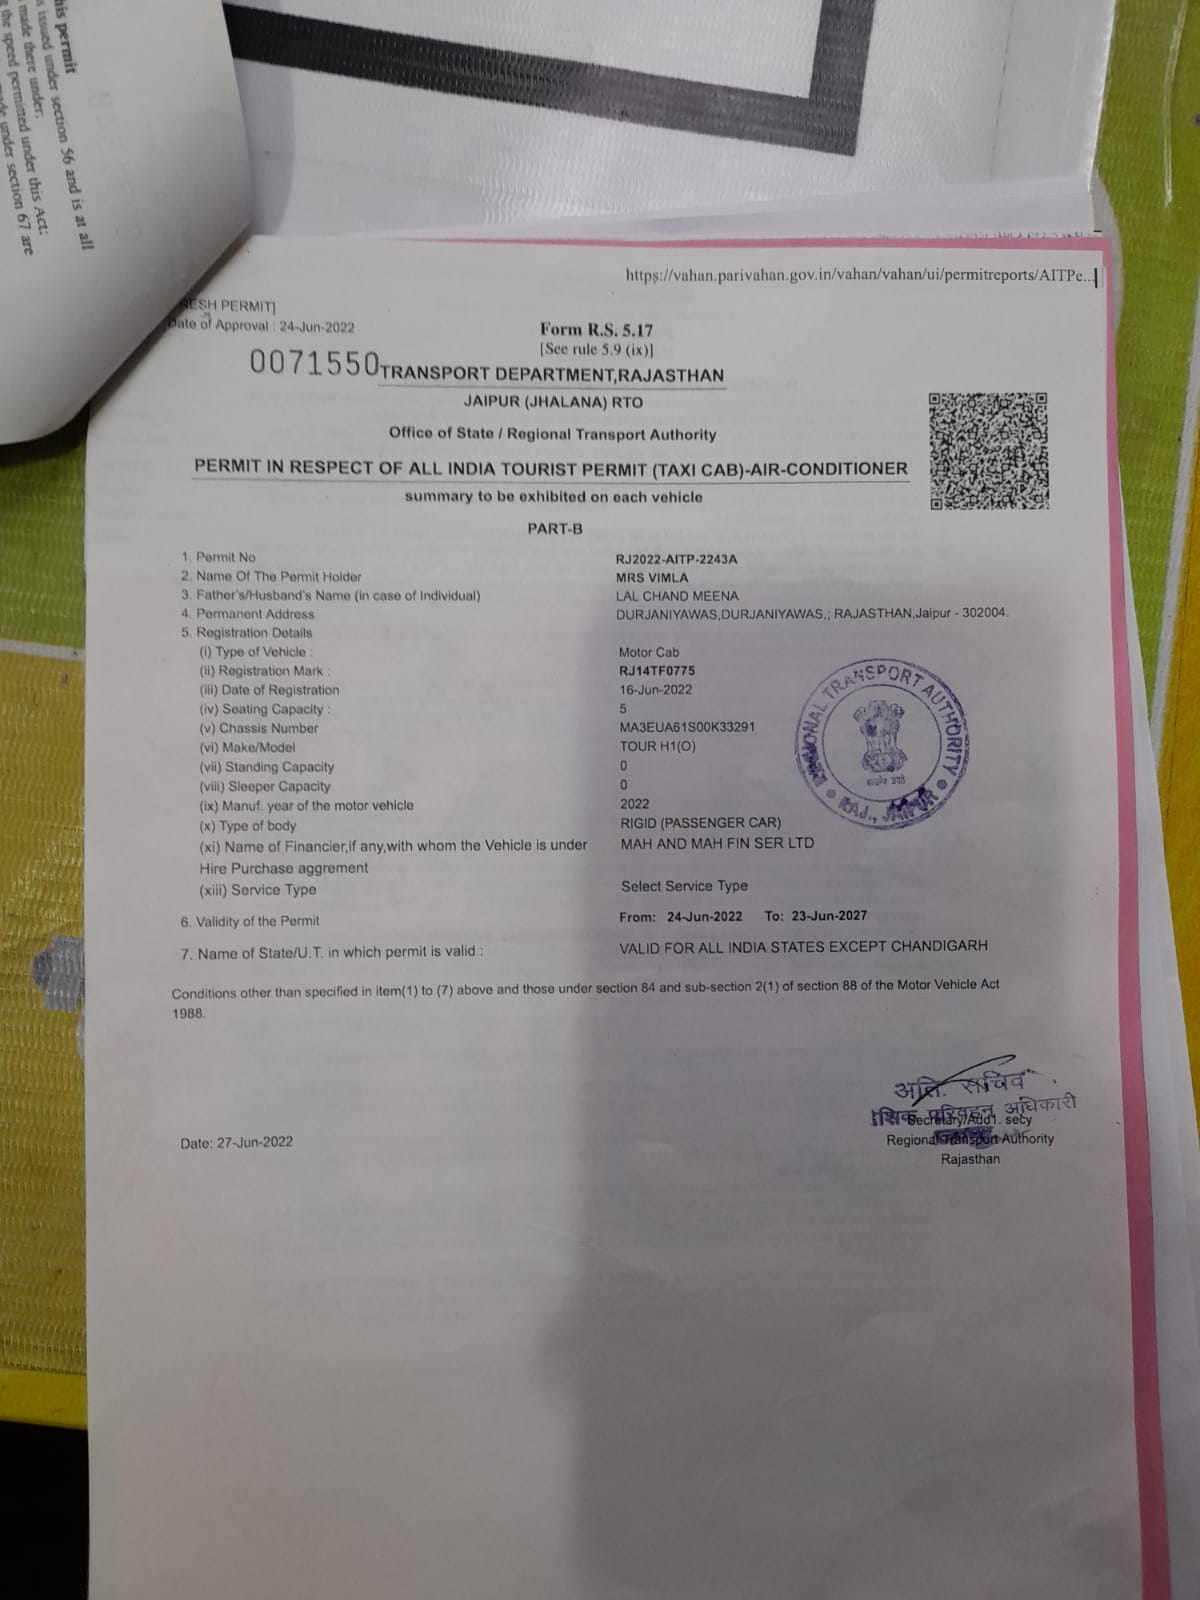 his permit
s issued under section 56 and is at all
made there under.
g the speed permitted under this Act:
made under section 67 are
https://vahan.parivahan.gov.in/vahan/vahan/ui/permitreports/AITPe...
RESH PERMIT]
Date of Approval : 24-Jun-2022
Form R.S. 5.17
[See rule 5.9 (ix)]
0071550 TRANSPORT DEPARTMENT,RAJASTHAN
JAIPUR (JHALANA) RTO
Office of State / Regional Transport Authority
PERMIT IN RESPECT OF ALL INDIA TOURIST PERMIT (TAXI CAB)-AIR-CONDITIONER
summary to be exhibited on each vehicle
PART-B
1. Permit No RJ2022-AITP-2243A
2. Name Of The Permit Holder MRS VIMLA
3. Father's/Husband's Name (in case of Individual) LAL CHAND MEENA
4. Permanent Address DURJANIYAWAS,DURJANIYAWAS,; RAJASTHAN,Jaipur - 302004.
5. Registration Details
(i) Type of Vehicle : Motor Cab
(ii) Registration Mark : RJ14TF0775
(iii) Date of Registration 16-Jun-2022
(iv) Seating Capacity : 5
(v) Chassis Number MA3EUA61S00K33291
(vi) Make/Model TOUR H1(O)
(vii) Standing Capacity 0
(viii) Sleeper Capacity 0
(ix) Manuf. year of the motor vehicle 2022
(x) Type of body RIGID (PASSENGER CAR)
(xi) Name of Financier,if any,with whom the Vehicle is under MAH AND MAH FIN SER LTD
Hire Purchase aggrement
(xiii) Service Type Select Service Type
6. Validity of the Permit From: 24-Jun-2022 To: 23-Jun-2027
7. Name of State/U.T. in which permit is valid : VALID FOR ALL INDIA STATES EXCEPT CHANDIGARH
Conditions other than specified in item(1) to (7) above and those under section 84 and sub-section 2(1) of section 88 of the Motor Vehicle Act
1988.
REGIONAL TRANSPORT AUTHORITY
सत्यमेव जयते
RAJ., JAIPUR
अति. सचिव
परिवहन अधिकारी
Secretary/Add1. secy
Date: 27-Jun-2022
Regional Transport Authority
Rajasthan